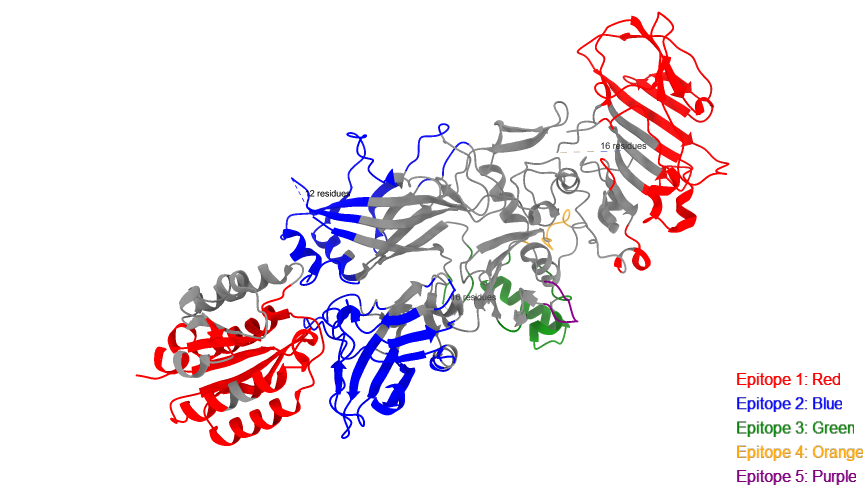 16 residues
12 residues
16 residues
Epitope 1: Red
Epitope 2: Blue
Epitope 3: Green
Epitope 4: Orange
Epitope 5: Purple